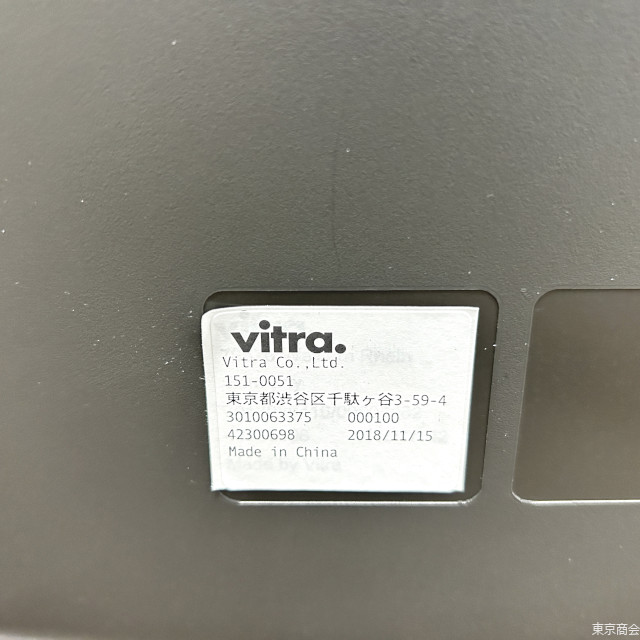 vitra.
Vitra Co.,Ltd.
151-0051
東京都渋谷区千駄ヶ谷3-59-4
3010063375 000100
42300698 2018/11/15
Made in China
東京商会